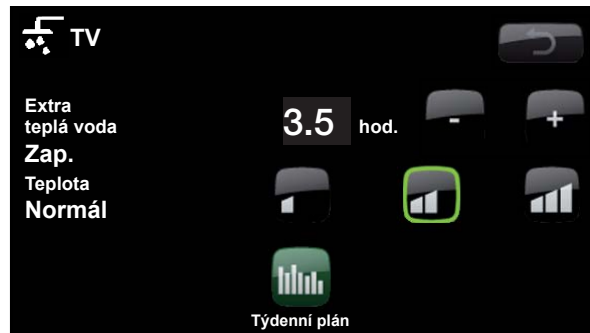 TV
Extra
teplá voda
3.5 hod. - +
Zap.
Teplota
Normál
Týdenní plán